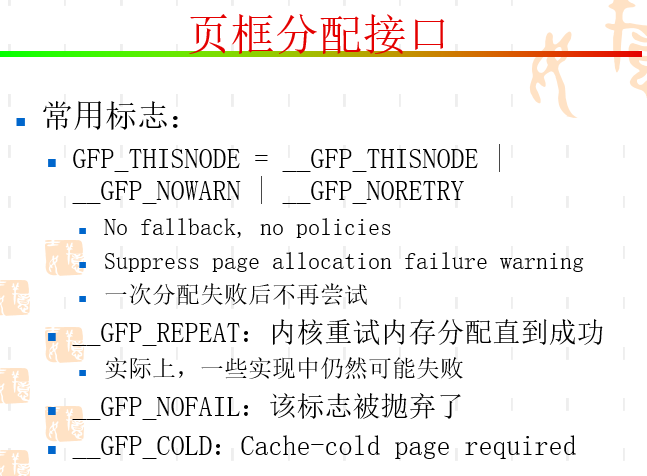 页框分配接口
常用标志：
GFP_THISNODE = __GFP_THISNODE |
__GFP_NOWARN | __GFP_NORETRY
No fallback, no policies
Suppress page allocation failure warning
一次分配失败后不再尝试
__GFP_REPEAT：内核重试内存分配直到成功
实际上，一些实现中仍然可能失败
__GFP_NOFAIL：该标志被抛弃了
__GFP_COLD：Cache-cold page required